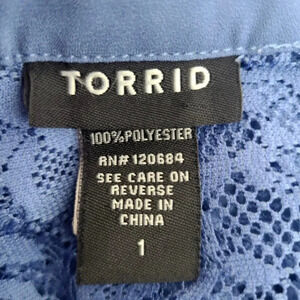 TORRID
100%POLYESTER
RN# 120684
SEE CARE ON
REVERSE
MADE IN
CHINA
1